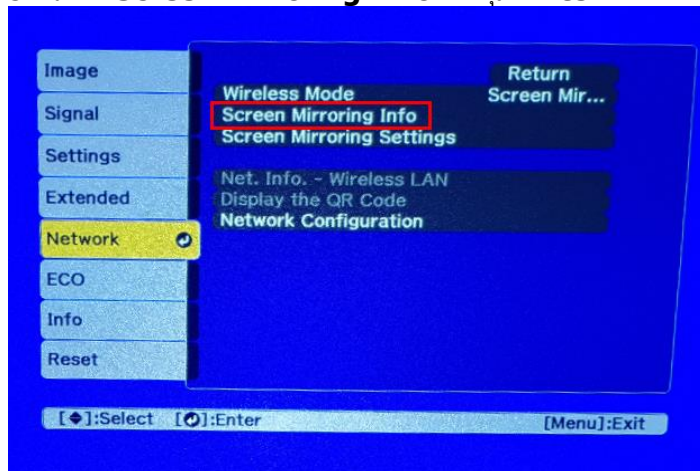 Image
Signal
Settings
Extended
Network
ECO
Info
Reset
Return
Wireless Mode Screen Mir...
Screen Mirroring Info
Screen Mirroring Settings
Net. Info. - Wireless LAN
Display the QR Code
Network Configuration
[◆]:Select [⏎]:Enter [Menu]:Exit